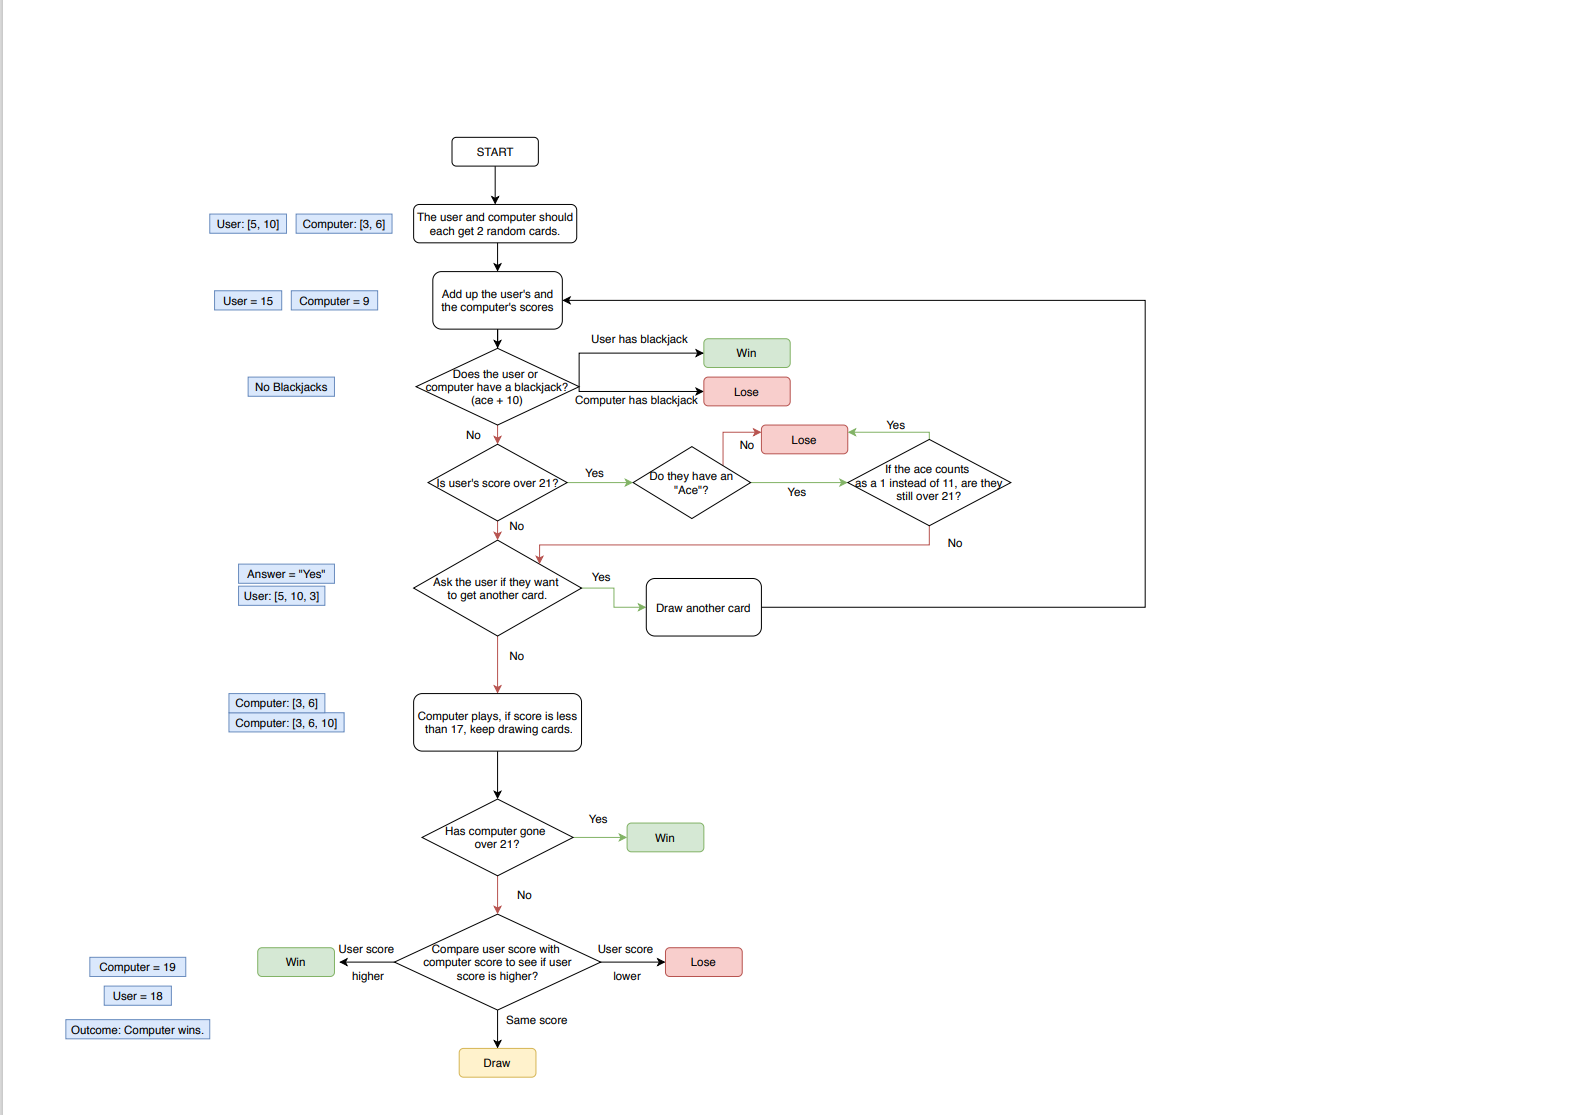 START
User: [5, 10]
Computer: [3, 6]
The user and computer should
each get 2 random cards.
User = 15
Computer = 9
Add up the user's and
the computer's scores
No Blackjacks
Does the user or
computer have a blackjack?
(ace + 10)
User has blackjack
Win
Computer has blackjack
Lose
No
Is user's score over 21?
Yes
Do they have an
"Ace"?
No
Lose
Yes
Yes
If the ace counts
as a 1 instead of 11, are they
still over 21?
No
No
Answer = "Yes"
User: [5, 10, 3]
Ask the user if they want
to get another card.
Yes
Draw another card
No
Computer: [3, 6]
Computer: [3, 6, 10]
Computer plays, if score is less
than 17, keep drawing cards.
Has computer gone
over 21?
Yes
Win
No
Computer = 19
User = 18
Outcome: Computer wins.
Win
User score
higher
Compare user score with
computer score to see if user
score is higher?
User score
lower
Lose
Same score
Draw